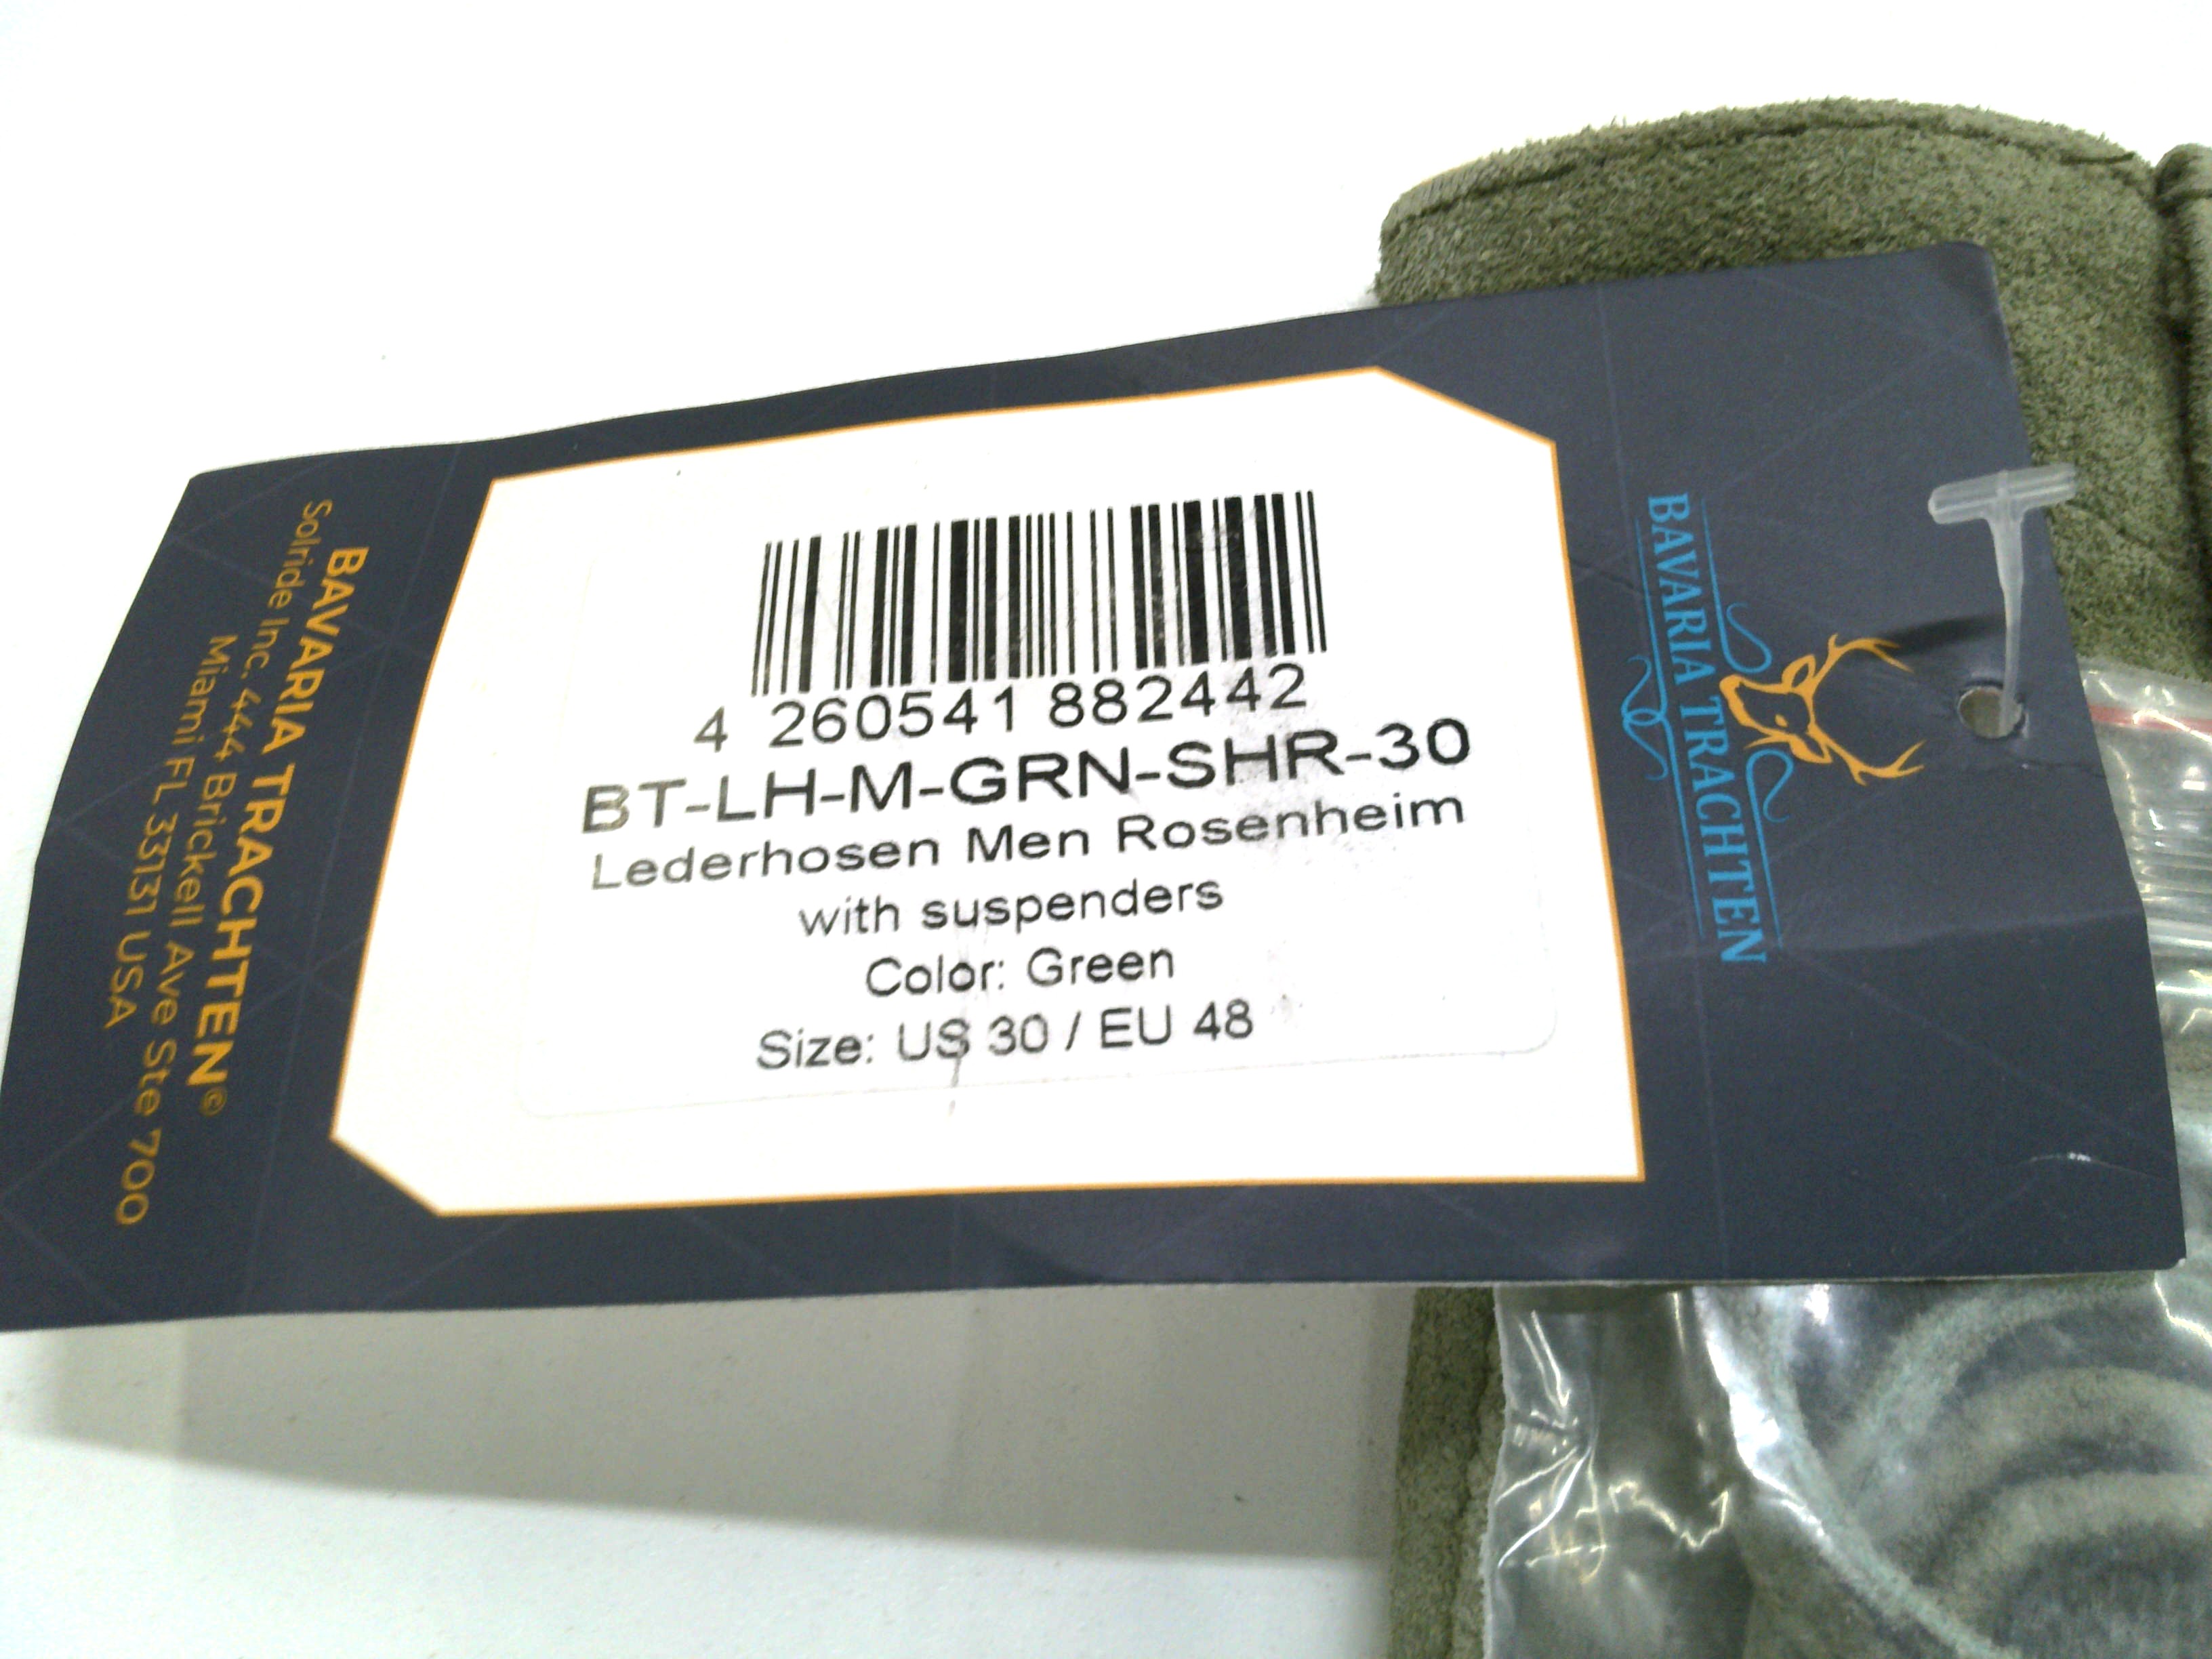 4 260541 882442
BT-LH-M-GRN-SHR-30
Lederhosen Men Rosenheim
with suspenders
Color: Green
Size: US 30 / EU 48
BAVARIA TRACHTEN
BAVARIA TRACHTEN©
Solride Inc. 444 Brickell Ave Ste 700
Miami FL 33131 USA